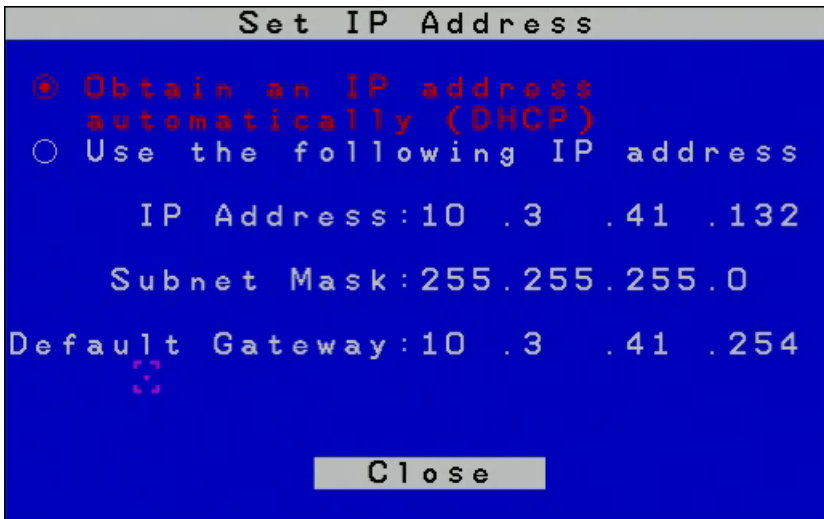 Set IP Address
Obtain an IP address
automatically (DHCP)
Use the following IP address
IP Address:10 .3 .41 .132
Subnet Mask:255.255.255.0
Default Gateway:10 .3 .41 .254
Close